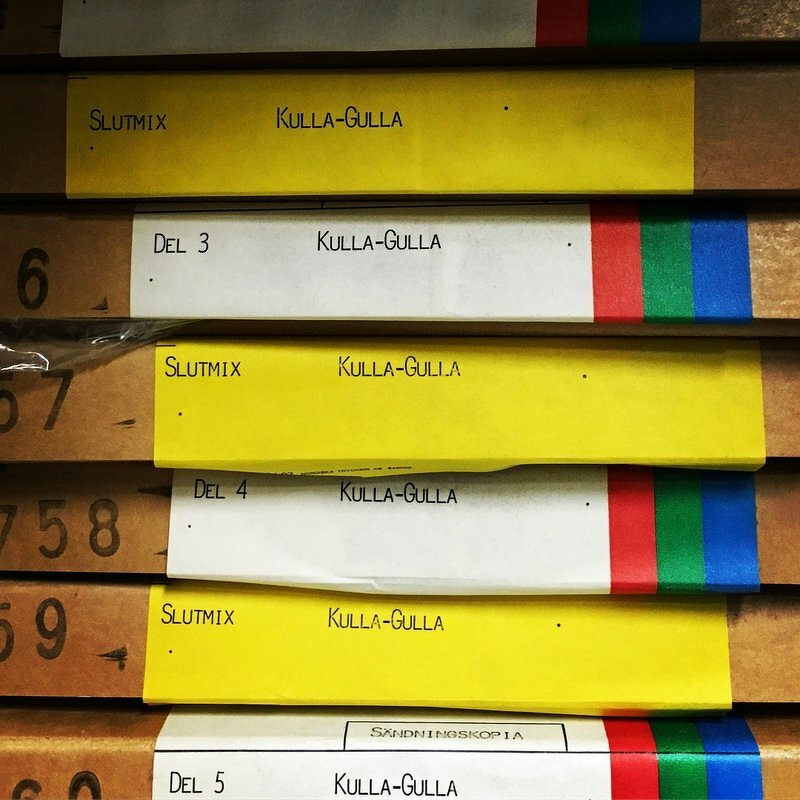 SLUTMIX KULLA-GULLA
6
DEL 3 KULLA-GULLA
57
SLUTMIX KULLA-GULLA
758
DEL 4 KULLA-GULLA
59
SLUTMIX KULLA-GULLA
SÄNDNINGSKOPIA
60
DEL 5 KULLA-GULLA